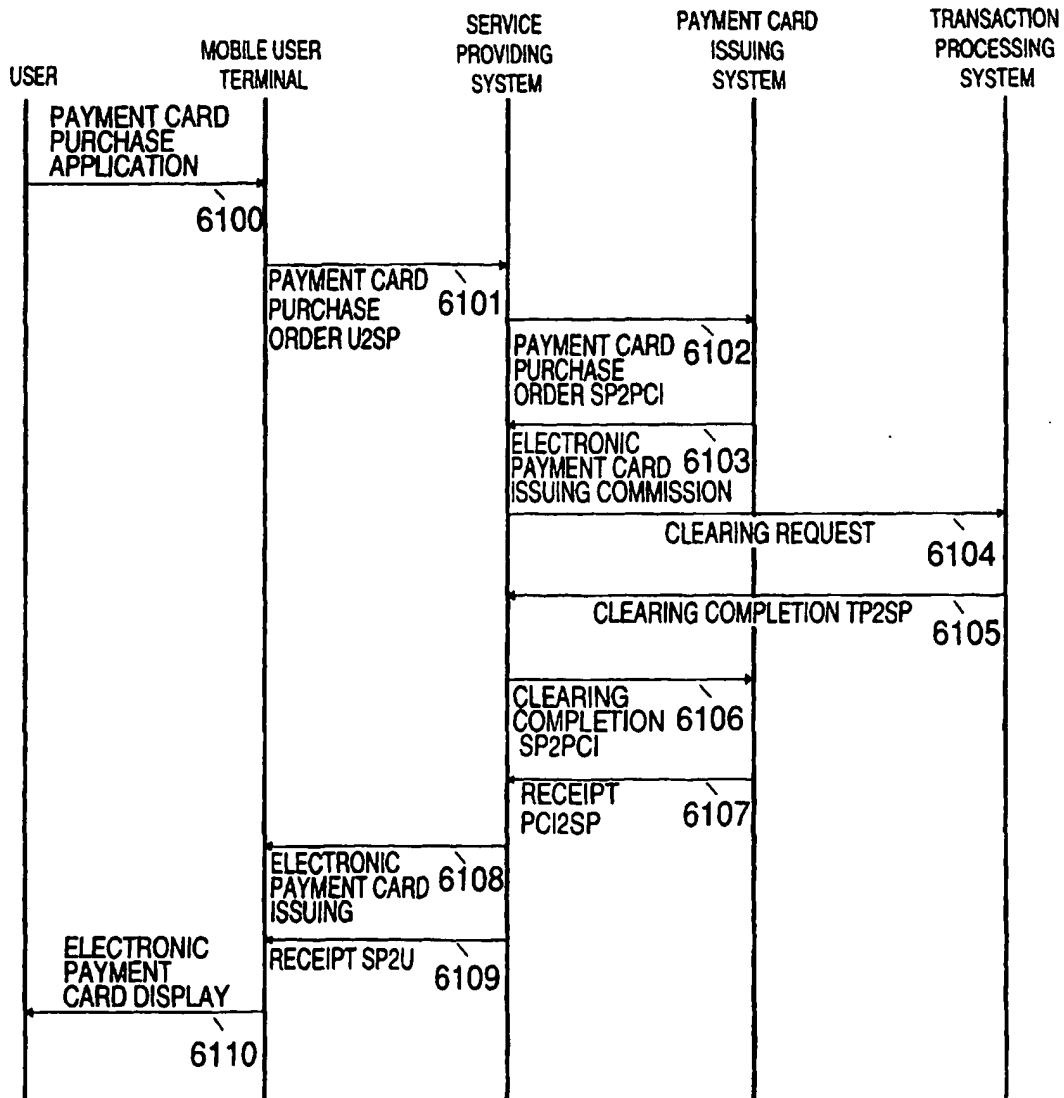 USER
MOBILE USER
TERMINAL
SERVICE
PROVIDING
SYSTEM
PAYMENT CARD
ISSUING
SYSTEM
TRANSACTION
PROCESSING
SYSTEM
PAYMENT CARD
PURCHASE
APPLICATION
6100
PAYMENT CARD
PURCHASE
ORDER U2SP
6101
PAYMENT CARD
PURCHASE
ORDER SP2PCI
6102
ELECTRONIC
PAYMENT CARD
ISSUING COMMISSION
6103
CLEARING REQUEST
6104
CLEARING COMPLETION TP2SP
6105
CLEARING
COMPLETION
SP2PCI
6106
RECEIPT
PCI2SP
6107
ELECTRONIC
PAYMENT CARD
ISSUING
6108
RECEIPT SP2U
6109
ELECTRONIC
PAYMENT
CARD DISPLAY
6110